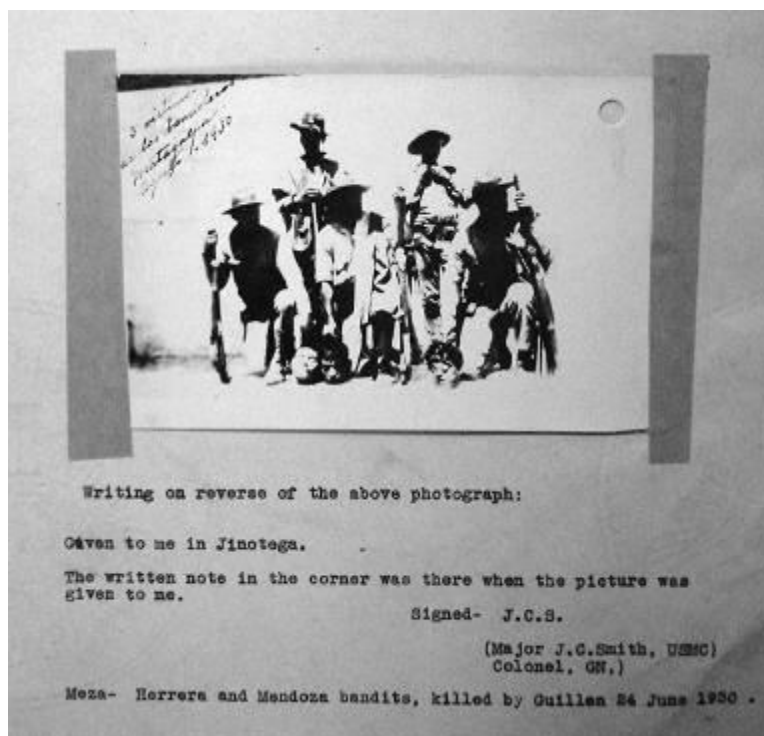 Matagalpa
Writing on reverse of the above photograph:
Given to me in Jinotega.
The written note in the corner was there when the picture was
given to me.
Signed- J.C.S.
(Major J.C.Smith, USMC)
Colonel, GN.)
Meza- Herrera and Mendoza bandits, killed by Guillen 24 June 1930 .